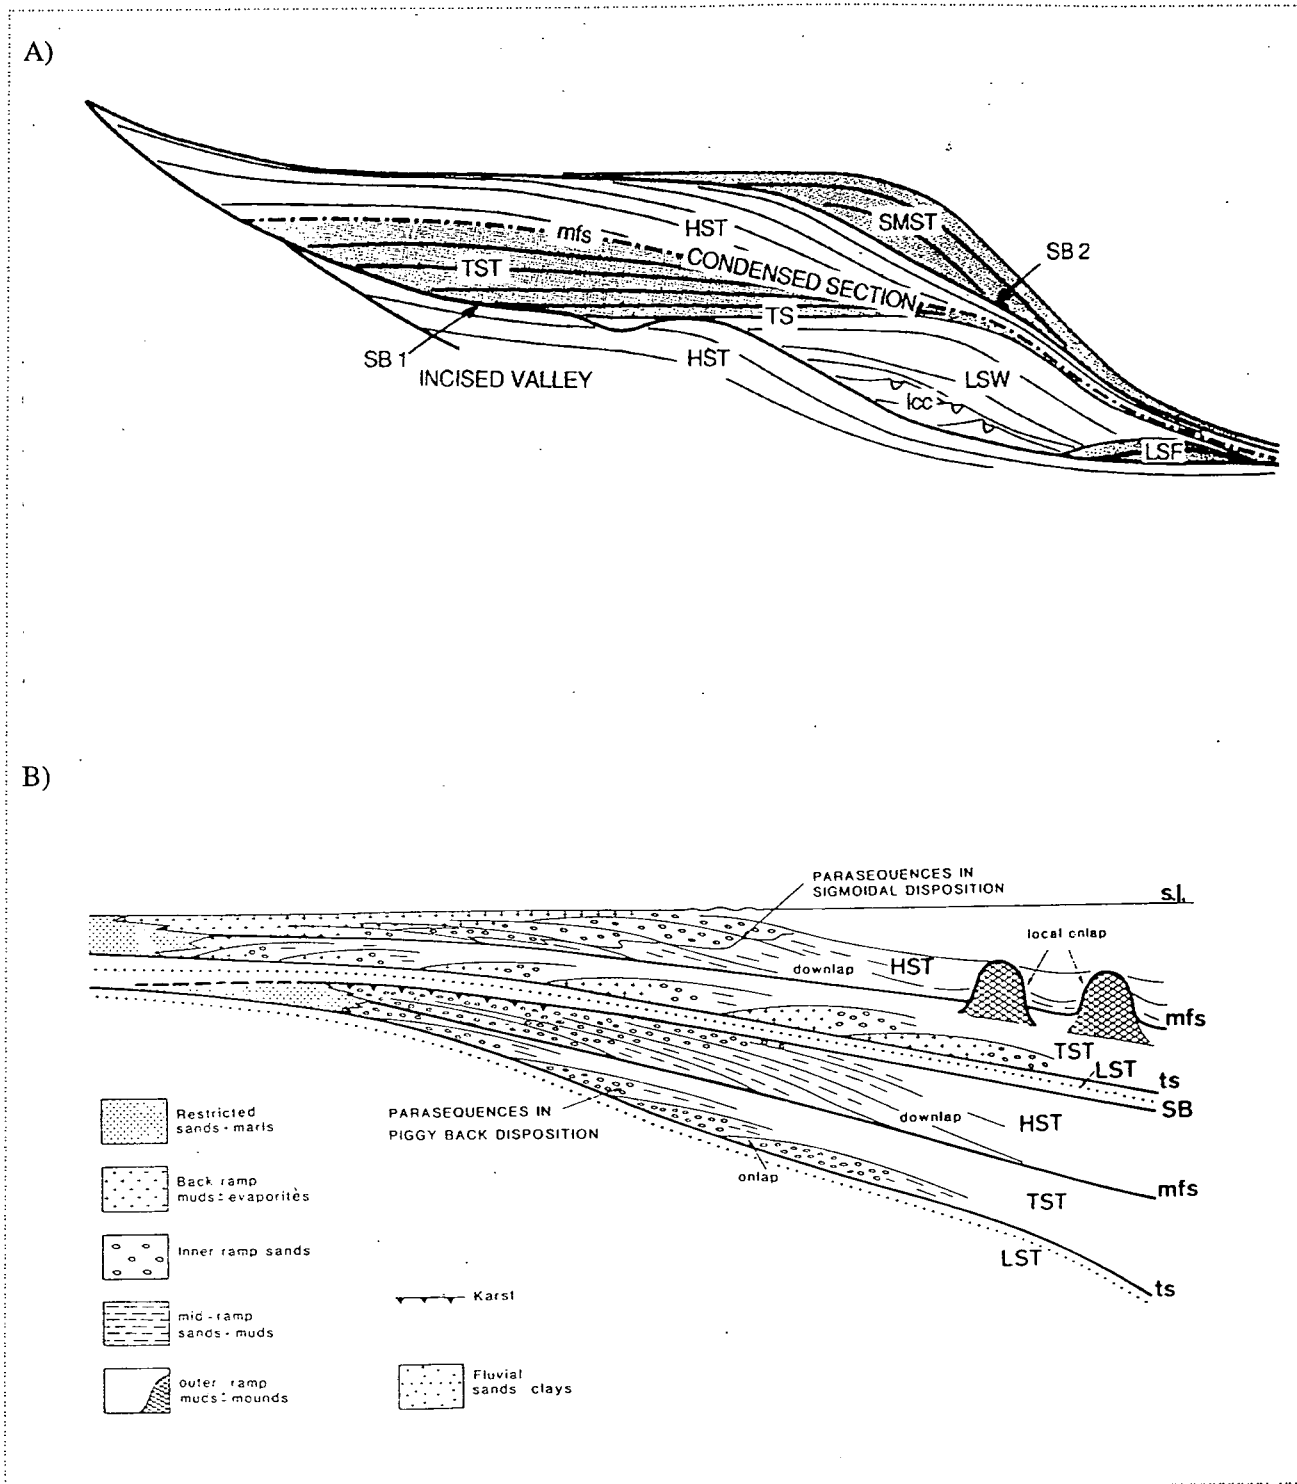 A)
SMST
HST
mfs
SB 2
CONDENSED SECTION
TST
TS
SB 1
HST
INCISED VALLEY
LSW
lcc
LSF
B)
PARASEQUENCES IN
SIGMOIDAL DISPOSITION
s.l.
local onlap
downlap
HST
mfs
TST
LST
ts
SB
PARASEQUENCES IN
PIGGY BACK DISPOSITION
downlap
HST
onlap
mfs
TST
LST
ts
Restricted
sands - marls
Back ramp
muds ± evaporites
Inner ramp sands
mid - ramp
sands - muds
outer ramp
muds ± mounds
Karst
Fluvial
sands clays